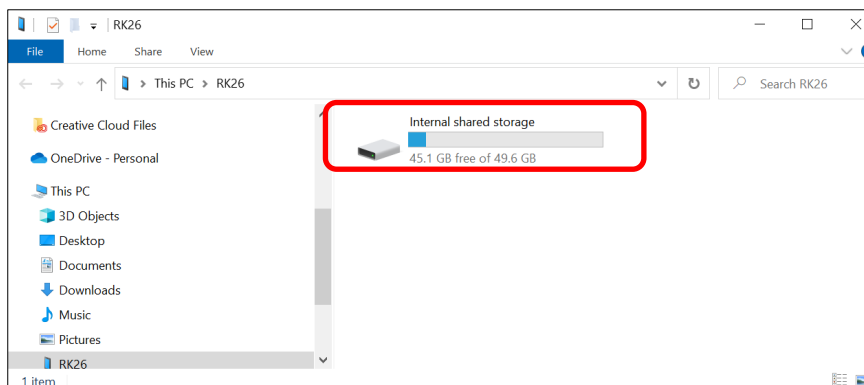 RK26
File Home Share View
This PC > RK26
Search RK26
Creative Cloud Files
OneDrive - Personal
This PC
3D Objects
Desktop
Documents
Downloads
Music
Pictures
RK26
Internal shared storage
45.1 GB free of 49.6 GB
1 item